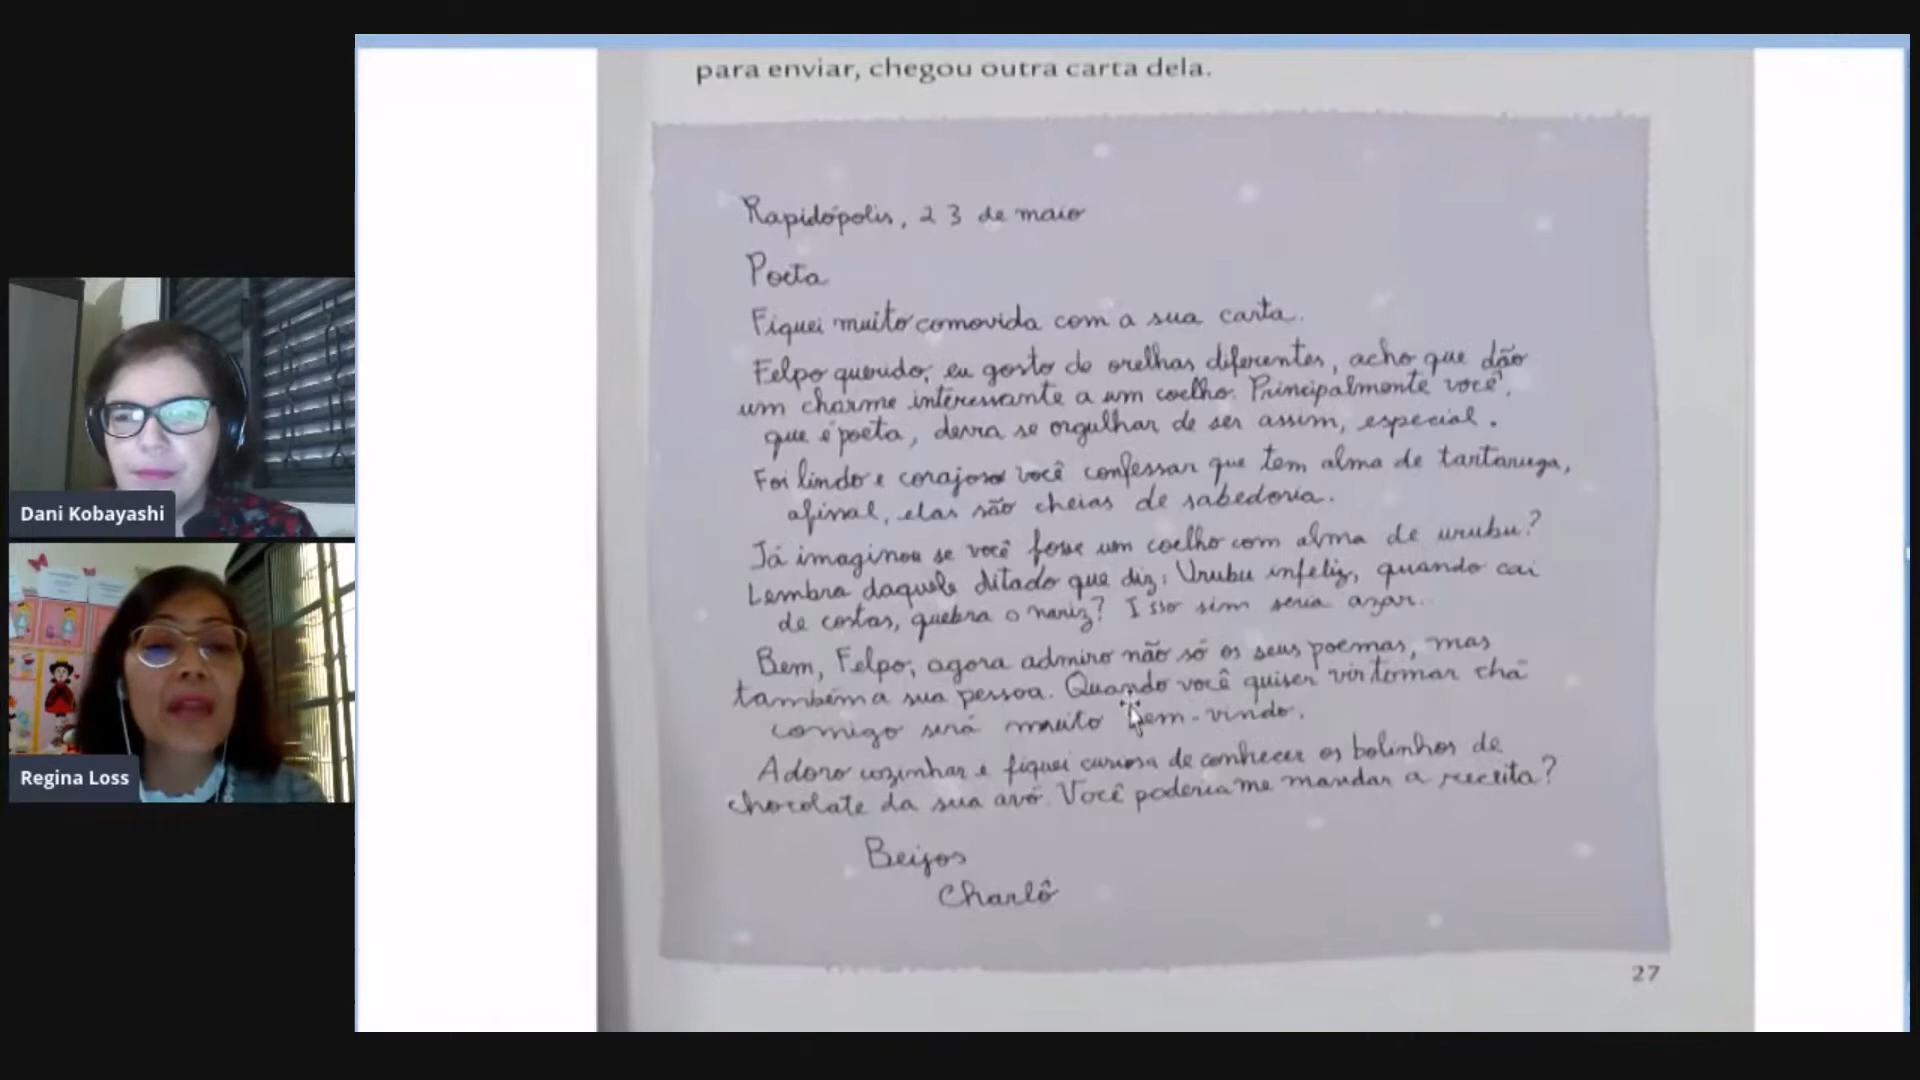 para enviar, chegou outra carta dela.
Rapidópolis, 23 de maio
Poeta
Fiquei muito comovida com a sua carta.
Felpo querido, eu gosto de orelhas diferentes, acho que dão
um charme interessante a um coelho. Principalmente você,
que é poeta, devia se orgulhar de ser assim, especial.
Foi lindo e corajoso você confessar que tem alma de tartaruga,
afinal, elas são cheias de sabedoria.
Já imaginou se você fosse um coelho com alma de urubu?
Lembra daquele ditado que diz: Urubu infeliz, quando cai
de costas, quebra o nariz? Isso sim seria azar.
Bem, Felpo, agora admiro não só os seus poemas, mas
também a sua pessoa. Quando você quiser vir tomar chá
comigo será muito bem-vindo.
Adoro cozinhar e fiquei curiosa de conhecer os bolinhos de
chocolate da sua avó. Você poderia me mandar a receita?
Beijos
Charlô
27
Dani Kobayashi
Regina Loss